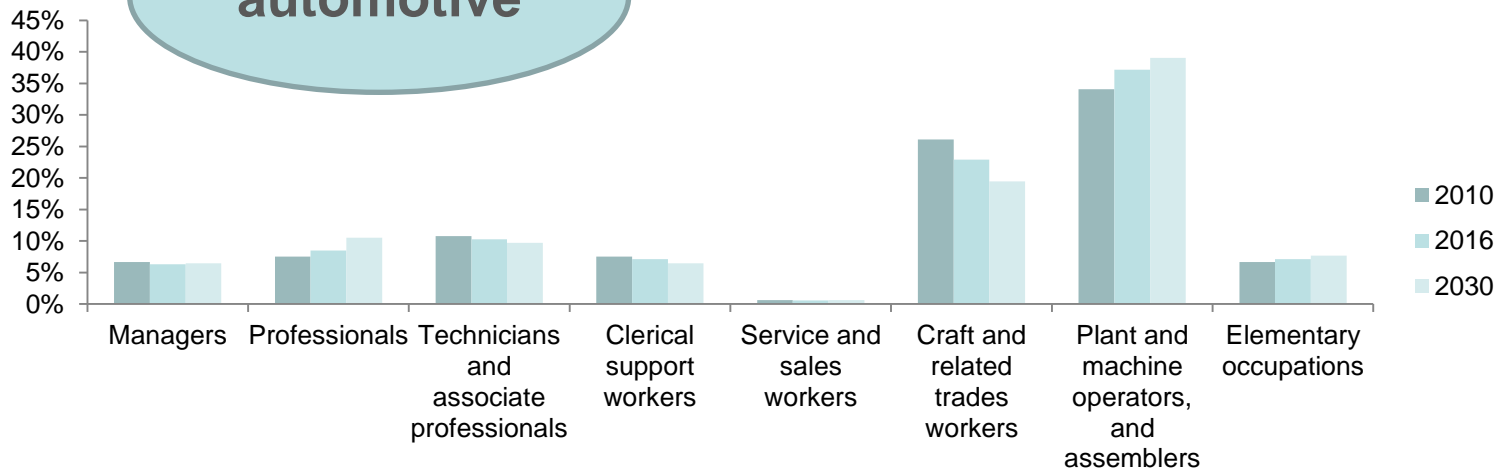 automotive
45%
40%
35%
30%
25%
20%
15%
10%
5%
0%
Managers
Professionals
Technicians
and
associate
professionals
Clerical
support
workers
Service and
sales
workers
Craft and
related
trades
workers
Plant and
machine
operators,
and
assemblers
Elementary
occupations
2010
2016
2030